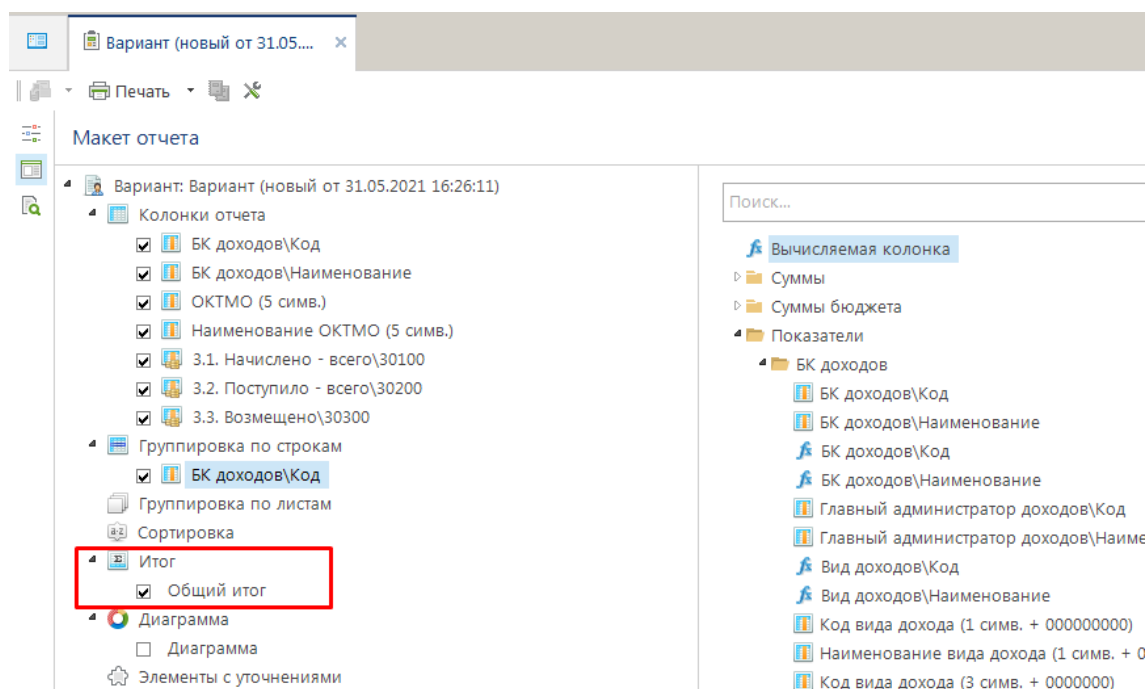 Вариант (новый от 31.05....
Печать
Макет отчета
Вариант: Вариант (новый от 31.05.2021 16:26:11)
Колонки отчета
БК доходов\Код
БК доходов\Наименование
ОКТМО (5 симв.)
Наименование ОКТМО (5 симв.)
3.1. Начислено - всего\30100
3.2. Поступило - всего\30200
3.3. Возмещено\30300
Группировка по строкам
БК доходов\Код
Группировка по листам
a-z Сортировка
Σ Итог
Общий итог
Диаграмма
Диаграмма
Элементы с уточнениями
Поиск...
fx Вычисляемая колонка
Суммы
Суммы бюджета
Показатели
БК доходов
БК доходов\Код
БК доходов\Наименование
fx БК доходов\Код
fx БК доходов\Наименование
Главный администратор доходов\Код
Главный администратор доходов\Наиме
fx Вид доходов\Код
fx Вид доходов\Наименование
Код вида дохода (1 симв. + 000000000)
Наименование вида дохода (1 симв. + 0
Код вида дохода (3 симв. + 0000000)